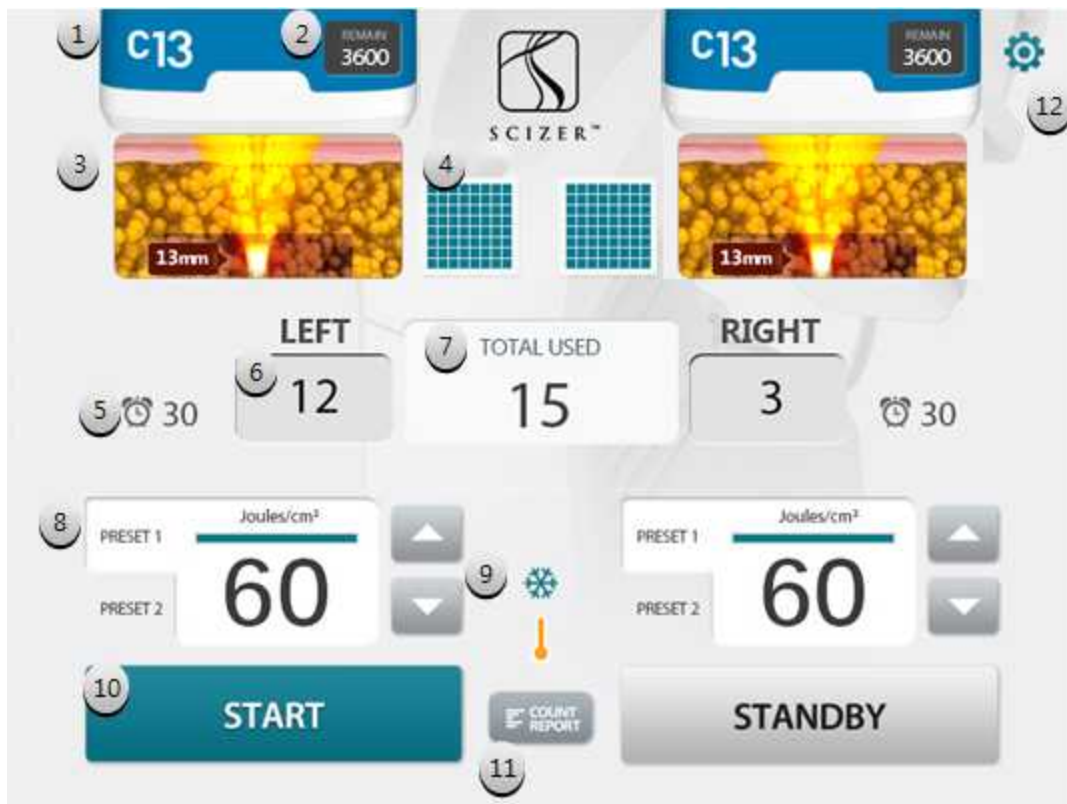 1
C13
2
REMAIN
3600
SCIZER™
C13
REMAIN
3600
12
3
13mm
4
13mm
LEFT
7
TOTAL USED
15
RIGHT
6
12
3
5
30
30
8
PRESET 1
Joules/cm²
60
PRESET 2
9
PRESET 1
Joules/cm²
60
PRESET 2
10
START
COUNT
REPORT
11
STANDBY